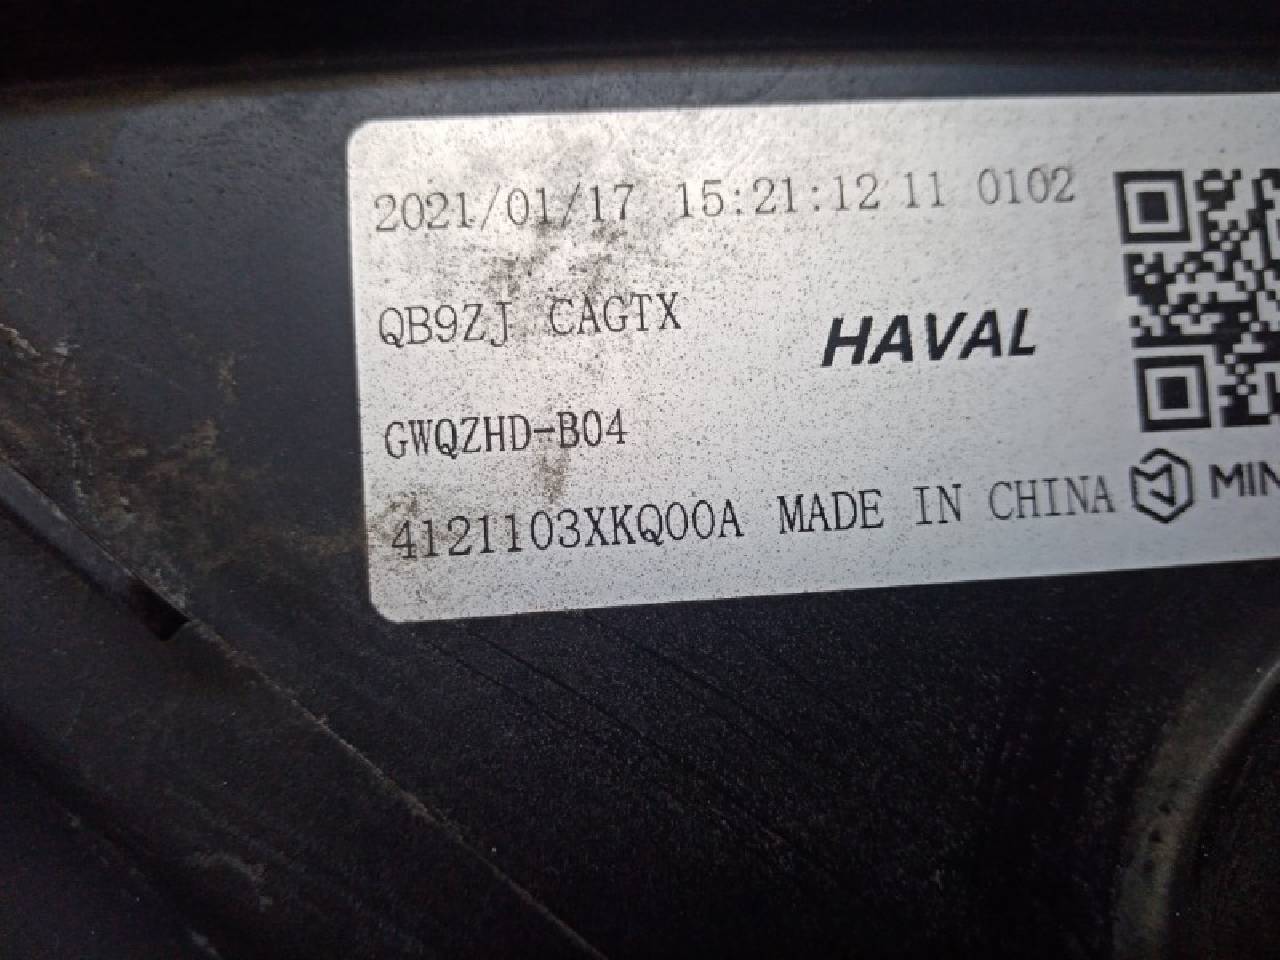 2021/01/17 15:21:12 11 0102
QB9ZJ CAGTX
HAVAL
GWQZHD-B04
4121103XKQ00A MADE IN CHINA